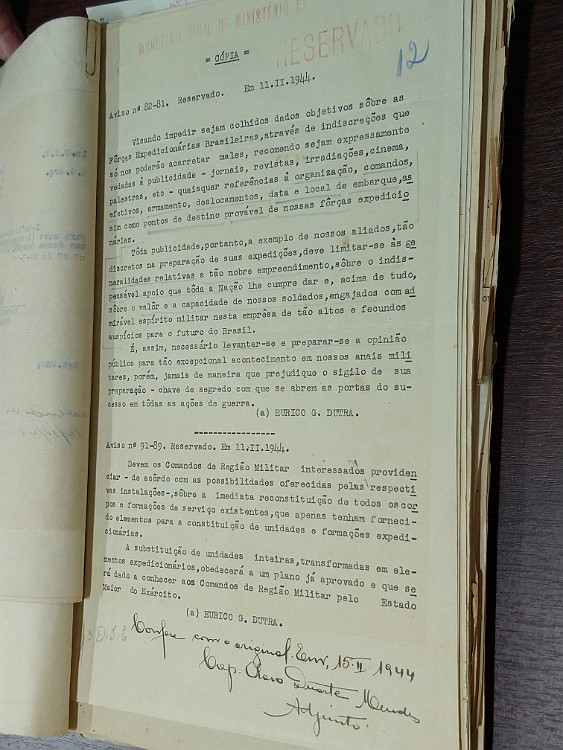 SECRETARIA GERAL DO MINISTERIO
RESERVADO
= CÓPIA =
12
Aviso nº 82-81. Reservado. Em 11.II.1944.
Visando impedir sejam colhidos dados objetivos sôbre as
Fôrças Expedicionárias Brasileiras, através de indiscreções que
só nos poderão acarretar males, recomendo sejam expressamente
vedadas à publicidade - jornais, revistas, irradiações, cinema,
palestras, etc - quaisquer referências à organização, comandos,
efetivos, armamento, deslocamentos, data e local de embarque, as
sim como pontos de destino provável de nossas fôrças expedicio
nárias.
Tôda publicidade, portanto, a exemplo de nossos aliados, tão
discretos na preparação de suas expedições, deve limitar-se às ge
neralidades relativas a tão nobre empreendimento, sôbre o indis-
pensável apoio que tôda a Nação lhe cumpre dar e, acima de tudo,
sôbre o valôr e a capacidade de nossos soldados, engajados com ad
mirável espírito militar nesta emprêsa de tão altos e fecundos
auspícios para o futuro do Brasil.
É, assim, necessário levantar-se e preparar-se a opinião
pública para tão excepcional acontecimento em nossos anais mili
tares, porém, jamais de maneira que prejudique o sigilo de sua
preparação - chave de segredo com que se abrem as portas do su-
cesso em tôdas as ações de guerra.
(a) EURICO G. DUTRA.
-----------------
Aviso nº 91-89. Reservado. Em 11.II.1944.
Devem os Comandos de Região Militar interessados providen
ciar - de acôrdo com as possibilidades oferecidas pelas respecti
vas instalações-, sôbre a imediata reconstituição de todos os cor
pos e formações de serviço existentes, que apenas tenham forneci-
do elementos para a constituição de unidades e formações expedi-
cionárias.
A substituição de unidades inteiras, transformadas em ele-
mentos expedicionários, obedecerá a um plano já aprovado e que se
rá dado a conhecer aos Comandos de Região Militar pelo Estado
Maior do Exército.
(a) EURICO G. DUTRA.
Confere com o original. Em, 15-II-1944
Cap. Olavo Duarte Mendes
Adjunto